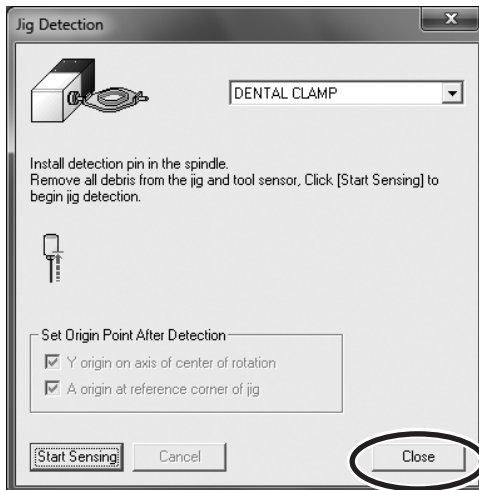 Jig Detection
DENTAL CLAMP
Install detection pin in the spindle.
Remove all debris from the jig and tool sensor, Click [Start Sensing] to
begin jig detection.
Set Origin Point After Detection
Y origin on axis of center of rotation
A origin at reference corner of jig
Start Sensing
Cancel
Close